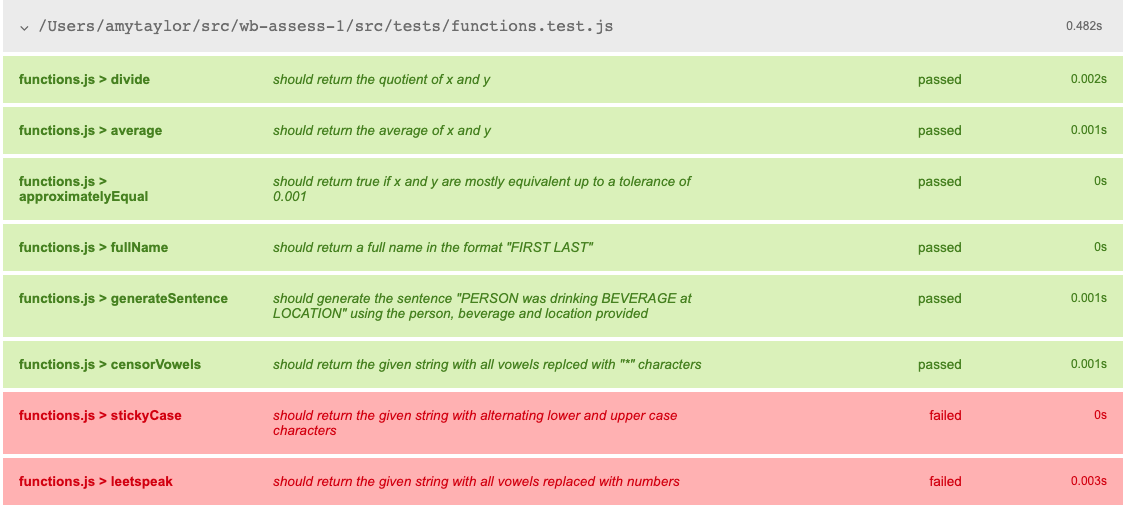 /Users/amytaylor/src/wb-assess-1/src/tests/functions.test.js 0.482s
functions.js > divide should return the quotient of x and y passed 0.002s
functions.js > average should return the average of x and y passed 0.001s
functions.js >
approximatelyEqual should return true if x and y are mostly equivalent up to a tolerance of
0.001 passed 0s
functions.js > fullName should return a full name in the format "FIRST LAST" passed 0s
functions.js > generateSentence should generate the sentence "PERSON was drinking BEVERAGE at
LOCATION" using the person, beverage and location provided passed 0.001s
functions.js > censorVowels should return the given string with all vowels replced with "*" characters passed 0.001s
functions.js > stickyCase should return the given string with alternating lower and upper case
characters failed 0s
functions.js > leetspeak should return the given string with all vowels replaced with numbers failed 0.003s